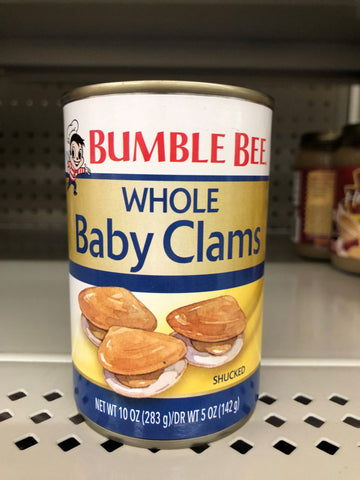 BUMBLE BEE
WHOLE
Baby Clams
SHUCKED
NET WT 10 OZ (283 g)/DR WT 5 OZ (142 g)